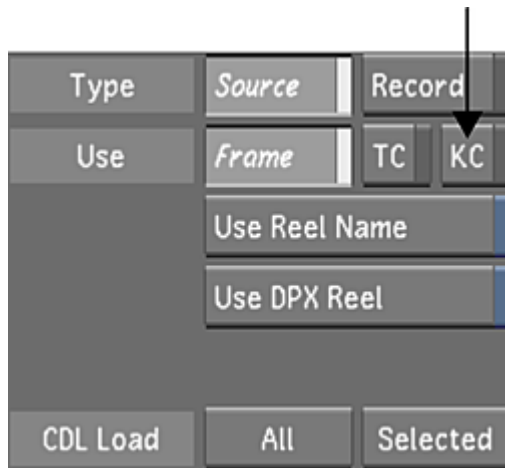 Type Source Record
Use Frame TC KC
Use Reel Name
Use DPX Reel
CDL Load All Selected